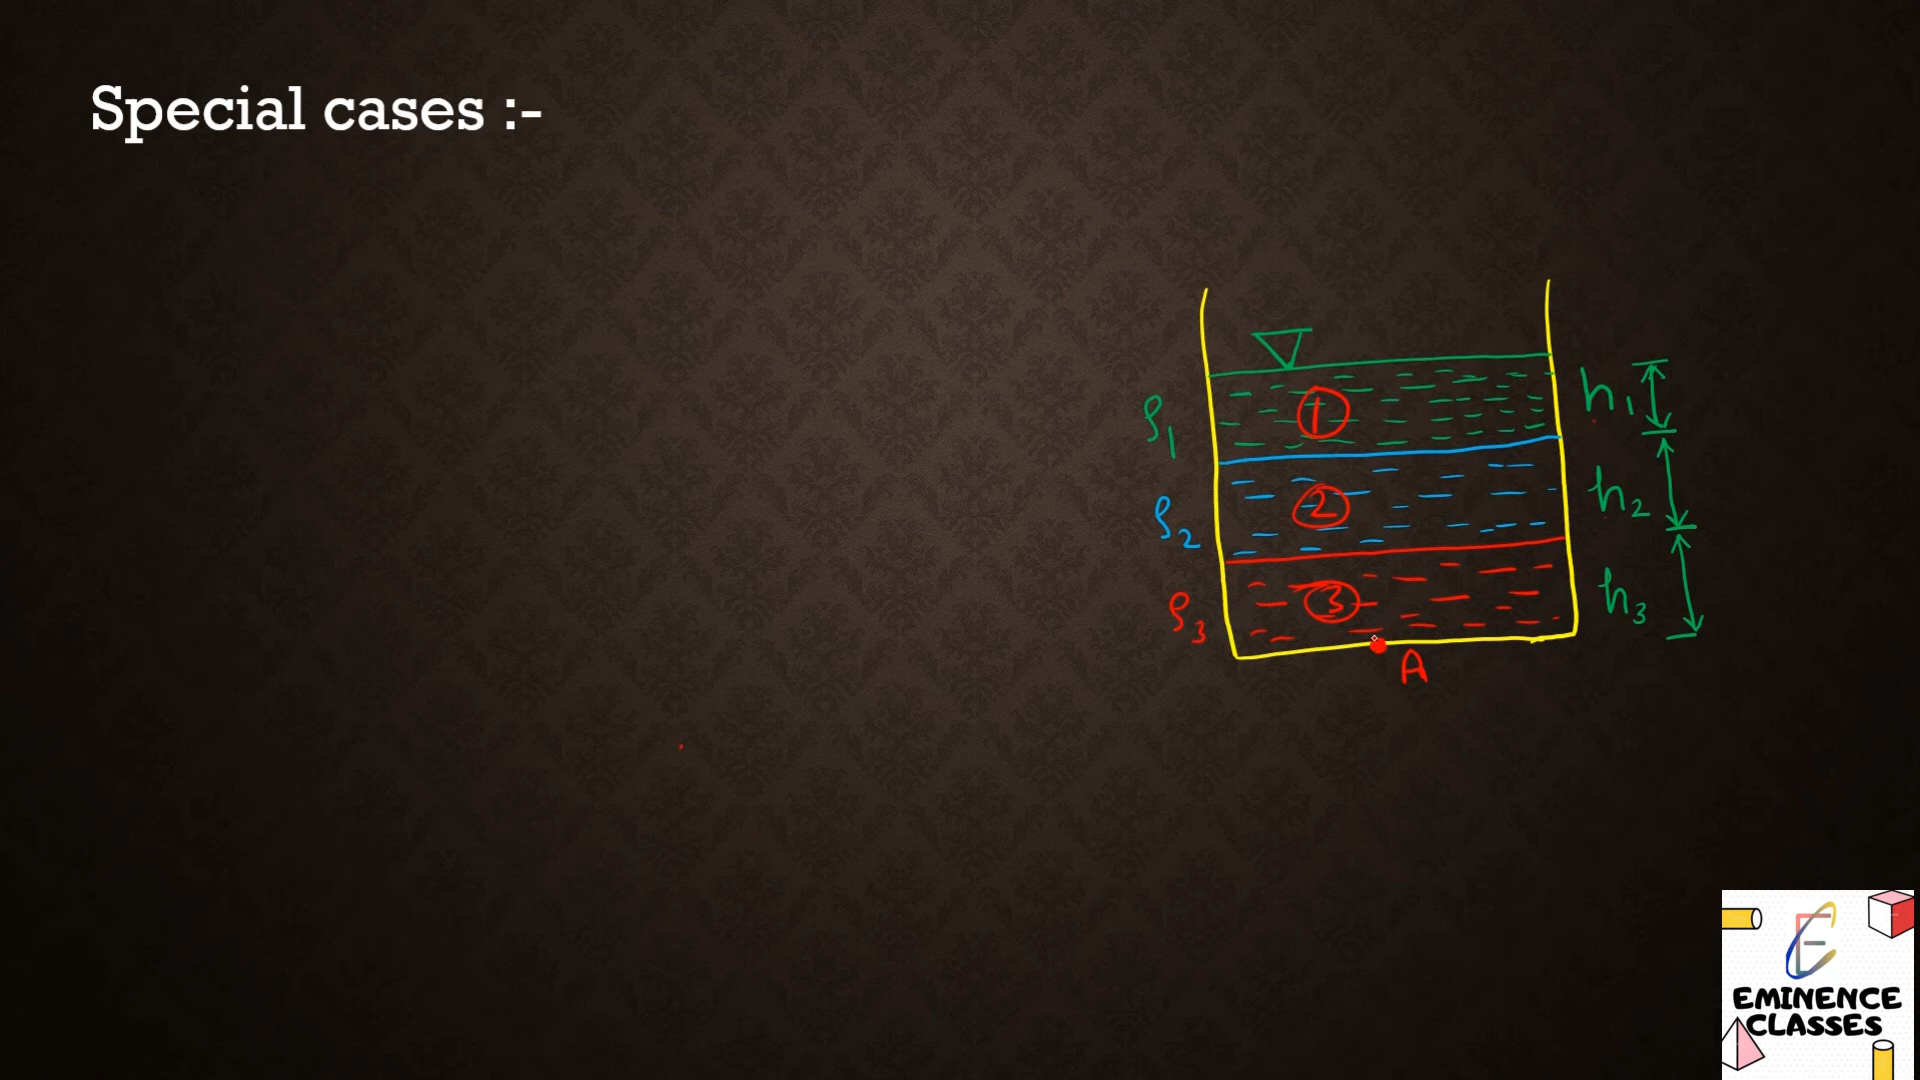 Special cases :-
ρ1
1
h1
ρ2
2
h2
ρ3
3
h3
A
E
EMINENCE
CLASSES